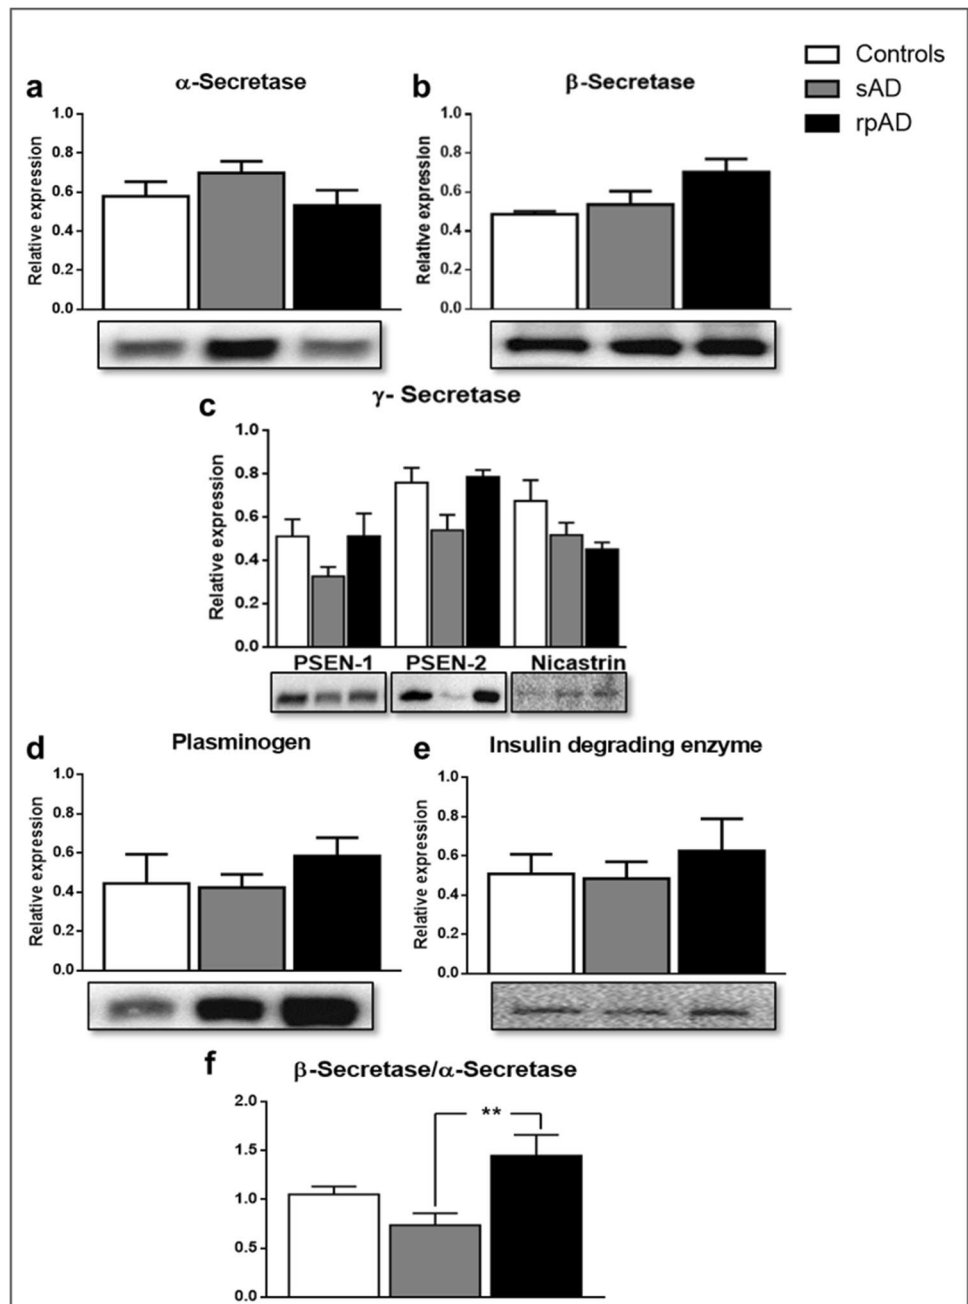 Controls
sAD
rpAD
a
α-Secretase
Relative expression
1.0
0.8
0.6
0.4
0.2
0.0
b
β-Secretase
Relative expression
1.0
0.8
0.6
0.4
0.2
0.0
c
γ- Secretase
Relative expression
1.0
0.8
0.6
0.4
0.2
0.0
PSEN-1 PSEN-2 Nicastrin
d
Plasminogen
Relative expression
1.0
0.8
0.6
0.4
0.2
0.0
e
Insulin degrading enzyme
Relative expression
1.0
0.8
0.6
0.4
0.2
0.0
f
β-Secretase/α-Secretase
2.0
1.5
1.0
0.5
0.0
**